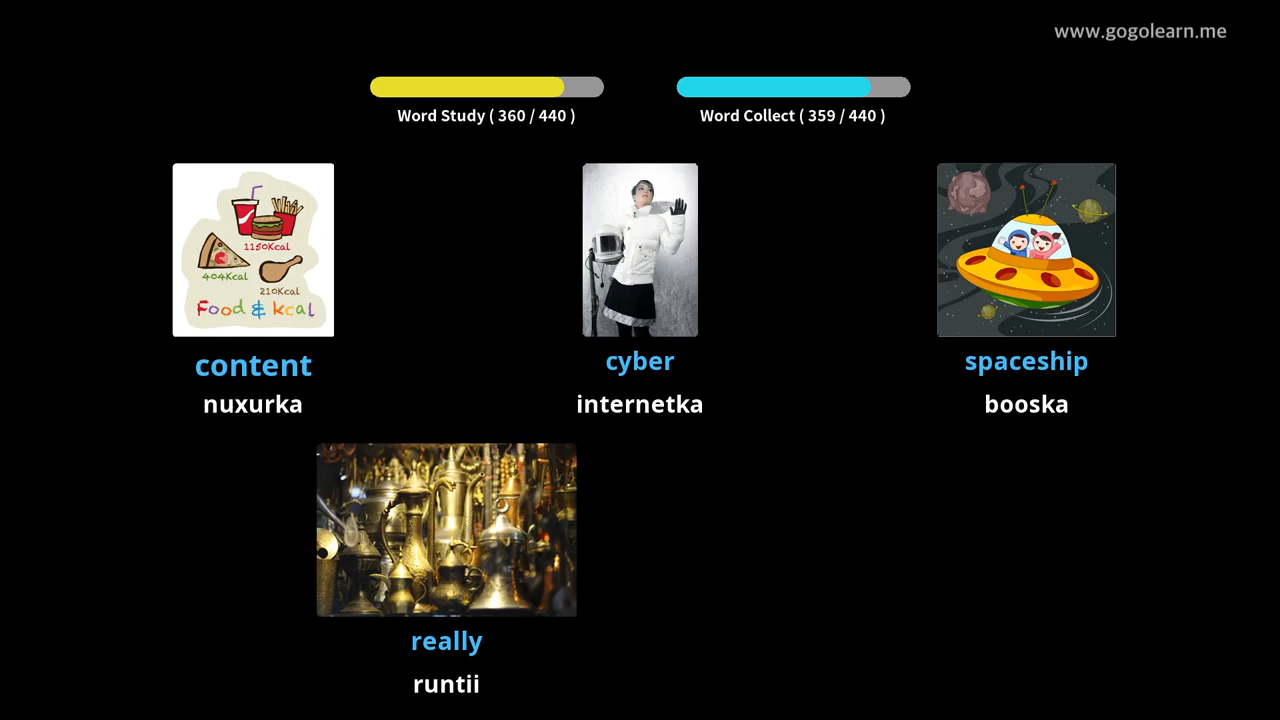 www.gogolearn.me
Word Study ( 360 / 440 )
Word Collect ( 359 / 440 )
1150Kcal
404Kcal
210Kcal
Food & kcal
content
nuxurka
cyber
internetka
spaceship
booska
really
runtii